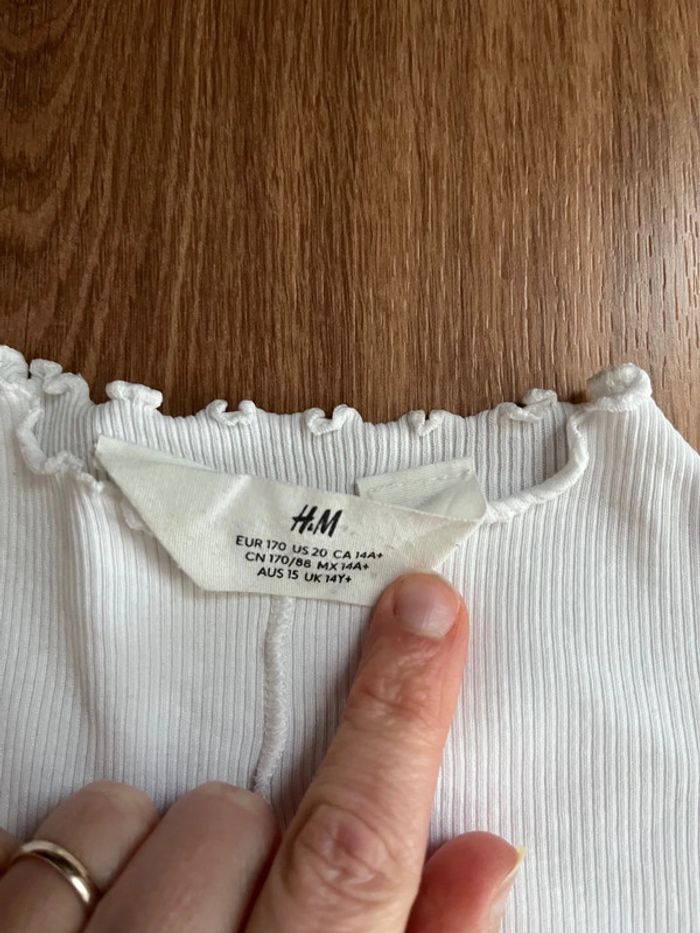 H&M
EUR 170 US 20 CA 14A+
CN 170/88 MX 14A+
AUS 15 UK 14Y+